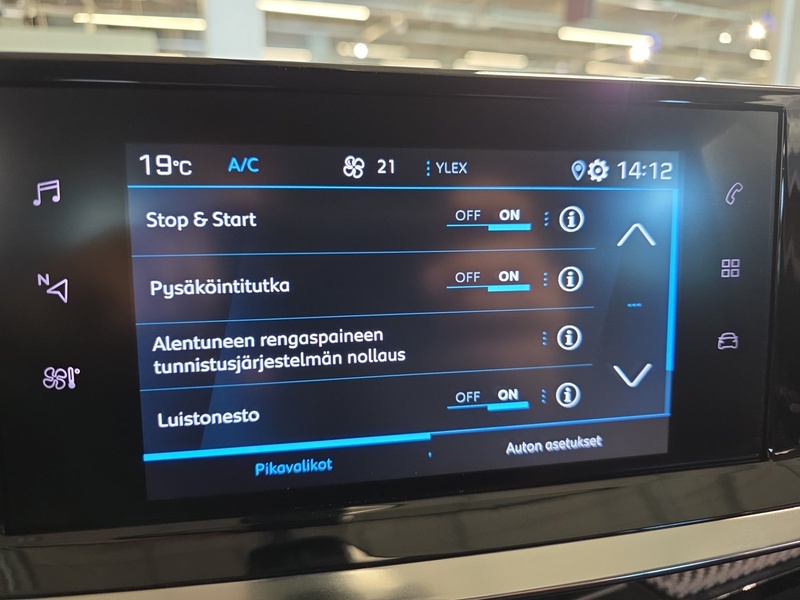 19°C A/C 21 YLEX 14:12
Stop & Start OFF ON
N
Pysäköintitutka OFF ON
Alentuneen rengaspaineen
tunnistusjärjestelmän nollaus
Luistonesto OFF ON
Pikavalikot Auton asetukset